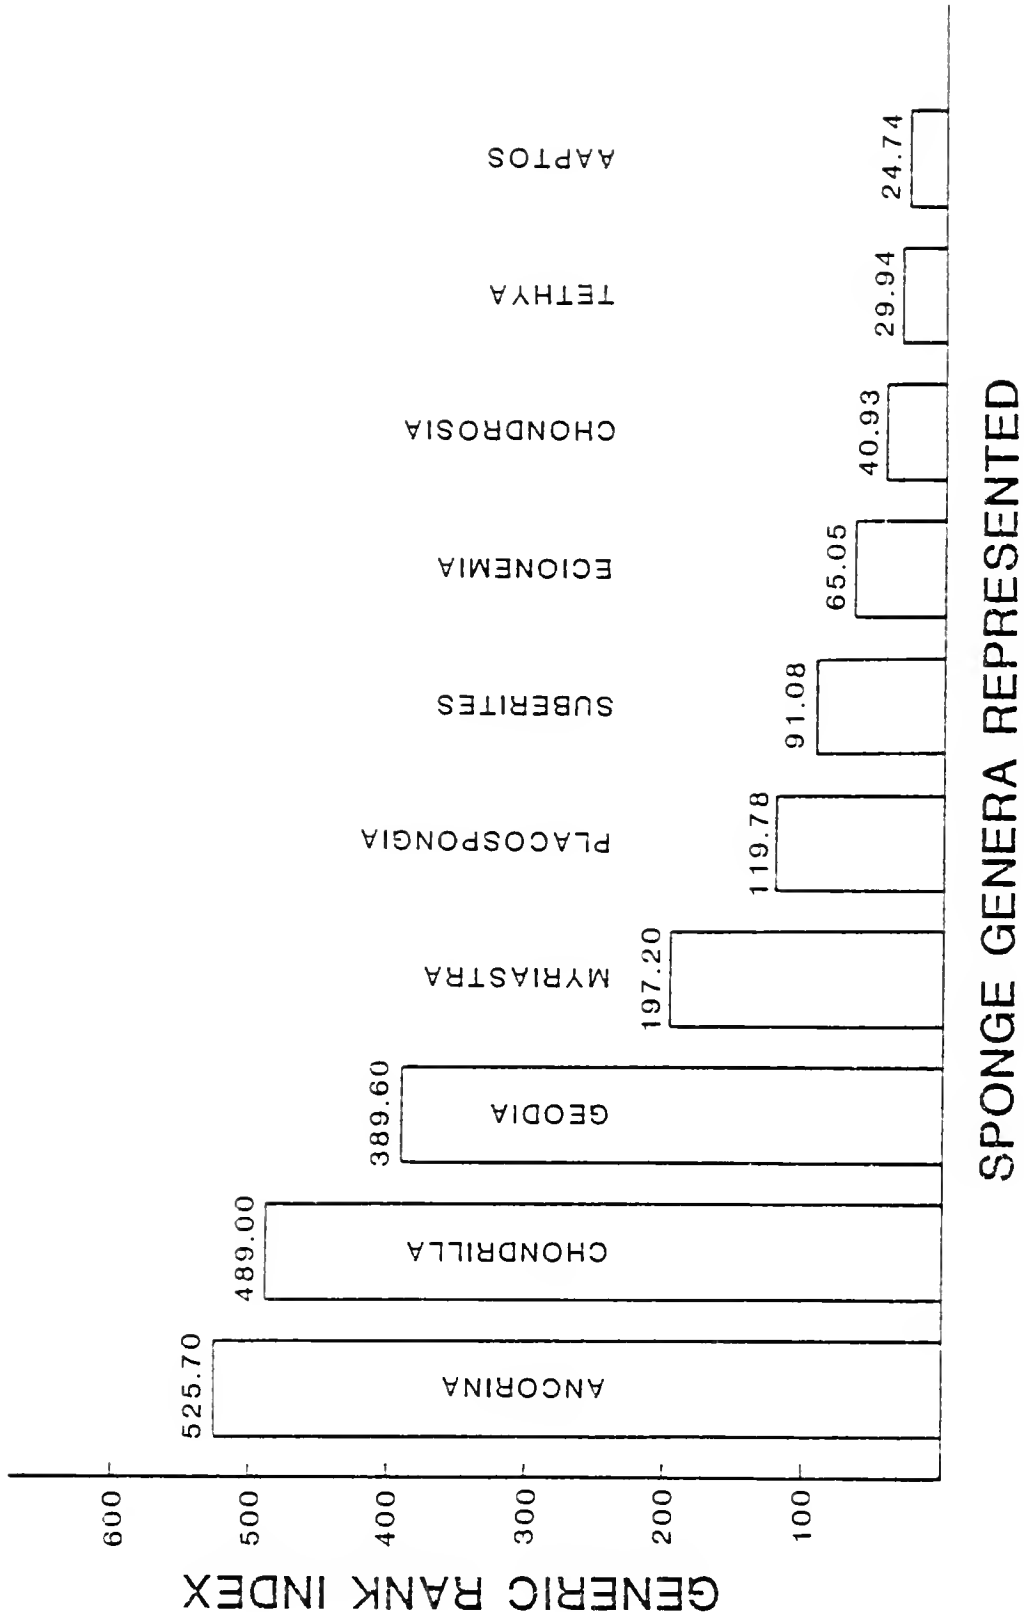 GENERIC RANK INDEX
600
500
400
300
200
100
525.70
ANCORINA
489.00
CHONDRILLA
389.60
GEODIA
197.20
MYRIASTRA
119.78
PLACOSPONGIA
91.08
SUBERITES
65.05
ECIONEMIA
40.93
CHONDROSIA
29.94
TETHYA
24.74
AAPTOS
SPONGE GENERA REPRESENTED